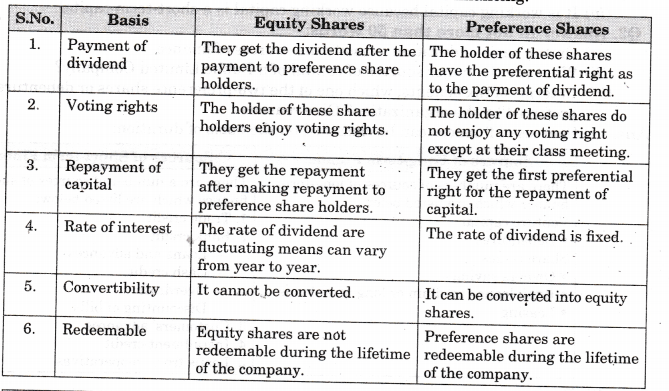 S.No. Basis Equity Shares Preference Shares
1. Payment of dividend They get the dividend after the payment to preference share holders. The holder of these shares have the preferential right as to the payment of dividend.
2. Voting rights The holder of these share holders enjoy voting rights. The holder of these shares do not enjoy any voting right except at their class meeting.
3. Repayment of capital They get the repayment after making repayment to preference share holders. They get the first preferential right for the repayment of capital.
4. Rate of interest The rate of dividend are fluctuating means can vary from year to year. The rate of dividend is fixed.
5. Convertibility It cannot be converted. It can be converted into equity shares.
6. Redeemable Equity shares are not redeemable during the lifetime of the company. Preference shares are redeemable during the lifetime of the company.